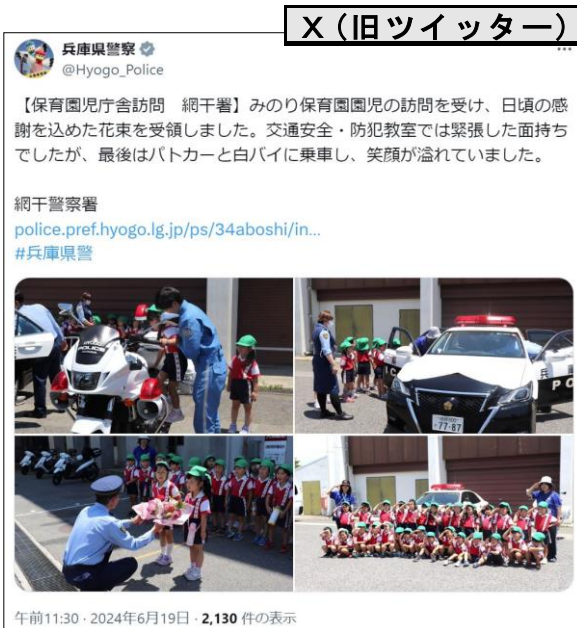 X(旧ツイッター)
兵庫県警察
@Hyogo_Police
【保育園児庁舎訪問 網干署】みのり保育園園児の訪問を受け、日頃の感
謝を込めた花束を受領しました。交通安全・防犯教室では緊張した面持ち
でしたが、最後はパトカーと白バイに乗車し、笑顔が溢れていました。
網干警察署
police.pref.hyogo.lg.jp/ps/34aboshi/in...
#兵庫県警
POLICE
77-87
午前11:30 · 2024年6月19日 · 2,130 件の表示